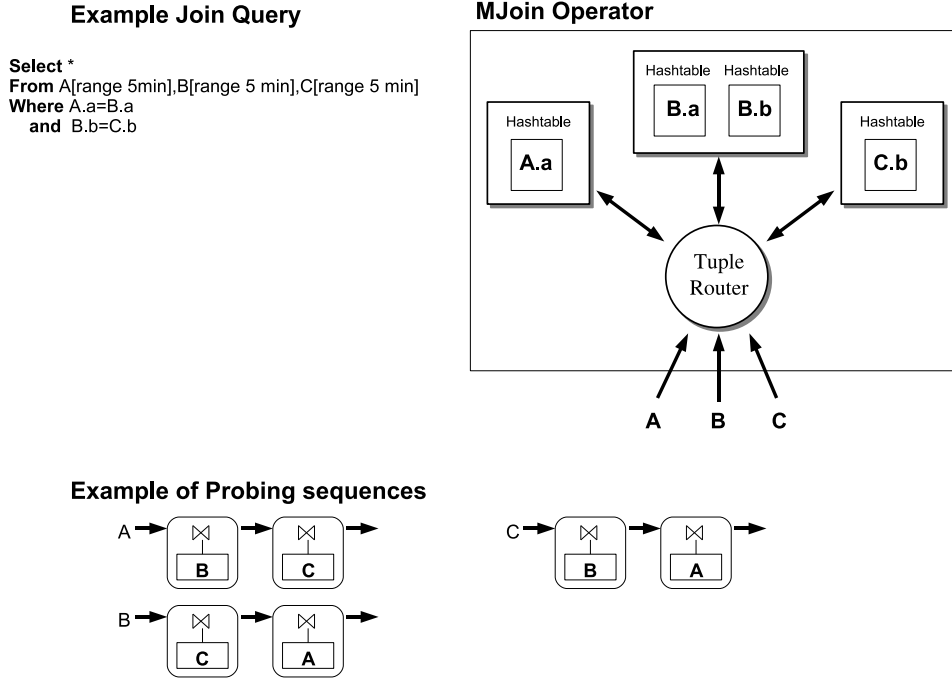 Example Join Query
Select *
From A[range 5min],B[range 5 min],C[range 5 min]
Where A.a=B.a
and B.b=C.b
MJoin Operator
Hashtable Hashtable
B.a B.b
Hashtable
A.a
Hashtable
C.b
Tuple
Router
A B C
Example of Probing sequences
A B C
C B A
B C A